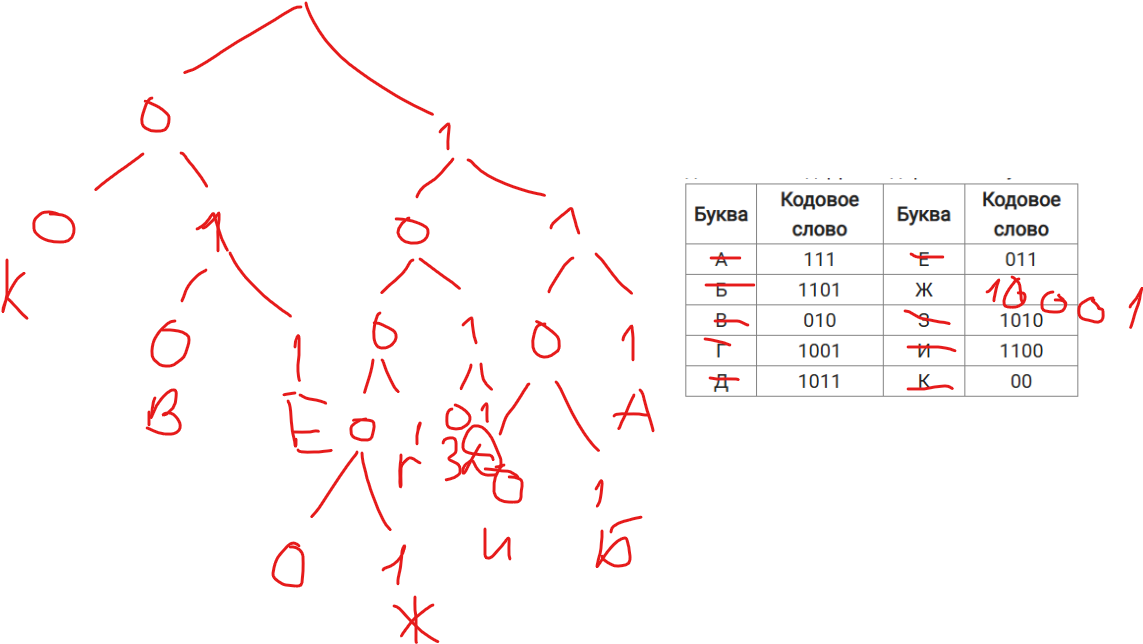 0
1
0 1 0 1
К
0 1 0 1 0 1
В Е 0 1 0 1 А
Г З Д 0 1
И Б
0 1
Ж
Буква Кодовое слово Буква Кодовое слово
А 111 Е 011
Б 1101 Ж 10001
В 010 З 1010
Г 1001 И 1100
Д 1011 К 00